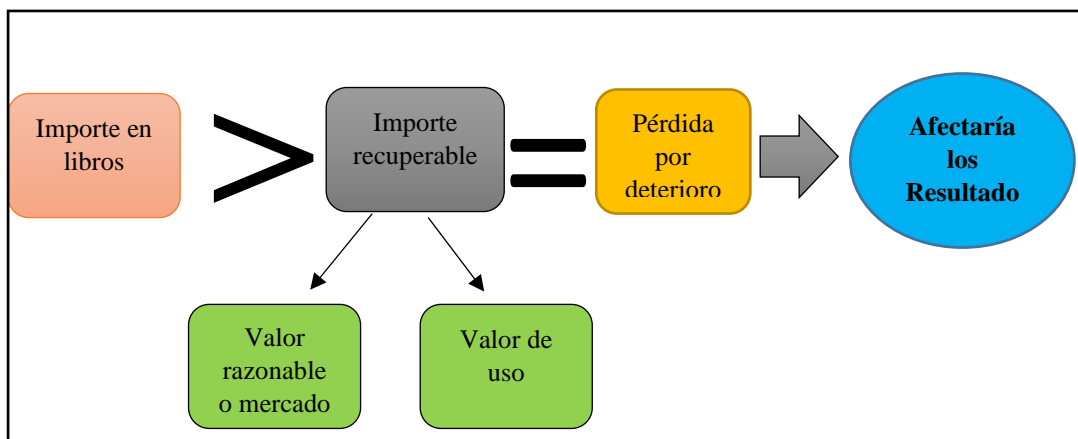 Importe en
libros
>
Importe
recuperable
=
Pérdida
por
deterioro
Afectaría
los
Resultado
Valor
razonable
o mercado
Valor de
uso